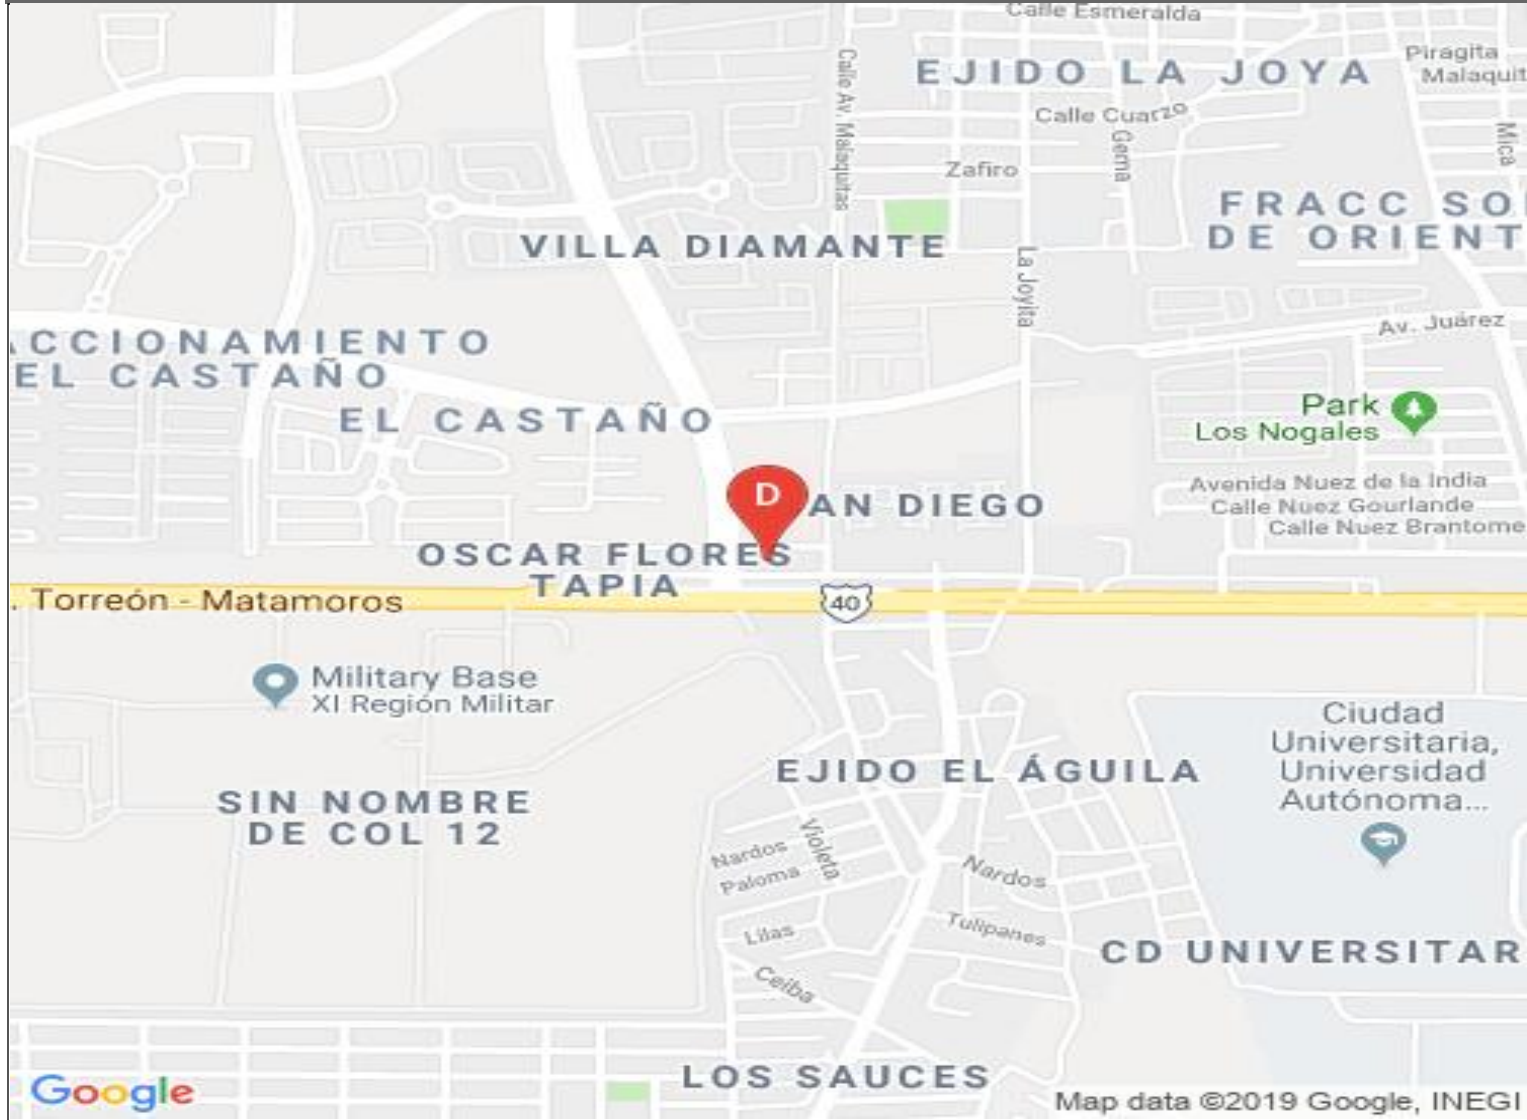 Calle Esmeralda
EJIDO LA JOYA
Piragita
Malaquit
Calle Av. Malaquitas
Calle Cuarzo
Gema
Mica
Zafiro
FRACC SO
DE ORIENT
VILLA DIAMANTE
La Joyita
Av. Juárez
ACCIONAMIENTO
EL CASTAÑO
EL CASTAÑO
Park
Los Nogales
Avenida Nuez de la India
Calle Nuez Gourlande
Calle Nuez Brantome
D
AN DIEGO
OSCAR FLORES
TAPIA
. Torreón - Matamoros
40
Military Base
XI Región Militar
Ciudad
Universitaria,
Universidad
Autónoma...
EJIDO EL ÁGUILA
SIN NOMBRE
DE COL 12
Violeta
Nardos
Paloma
Nardos
Lilas
Tulipanes
Ceiba
CD UNIVERSITAR
LOS SAUCES
Google
Map data ©2019 Google, INEGI